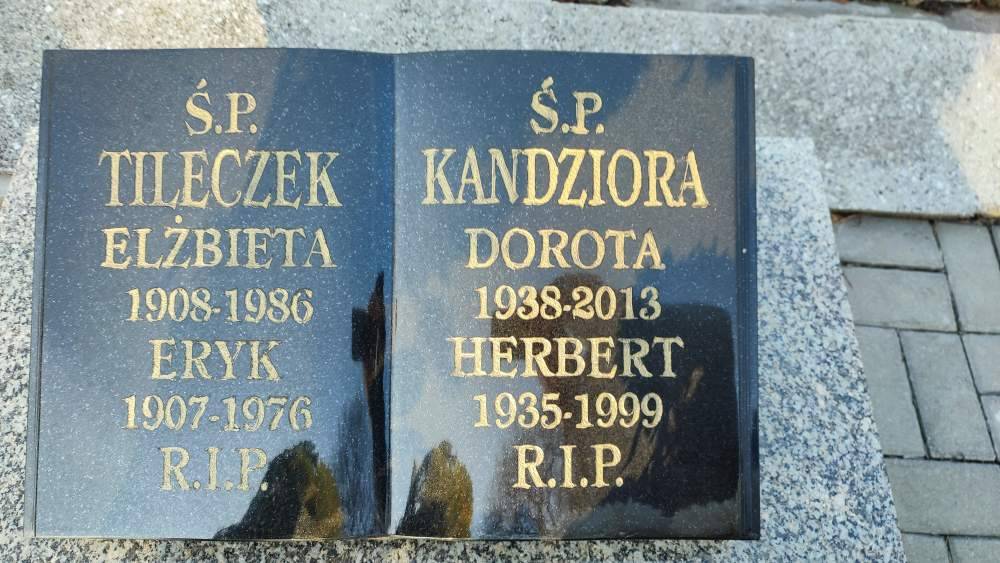 Ś.P.
TILECZEK
ELŻBIETA
1908-1986
ERYK
1907-1976
R.I.P.
Ś.P.
KANDZIORA
DOROTA
1938-2013
HERBERT
1935-1999
R.I.P.